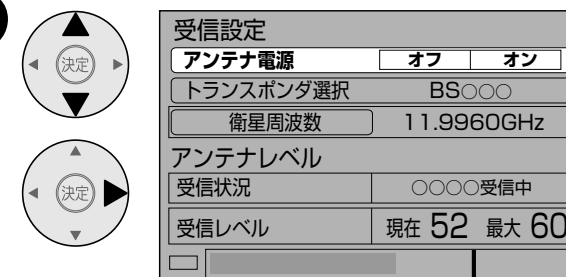 決定
決定
受信設定
アンテナ電源 オフ オン
トランスポンダ選択 BS○○○
衛星周波数 11.9960GHz
アンテナレベル
受信状況 ○○○○受信中
受信レベル 現在 52 最大 60